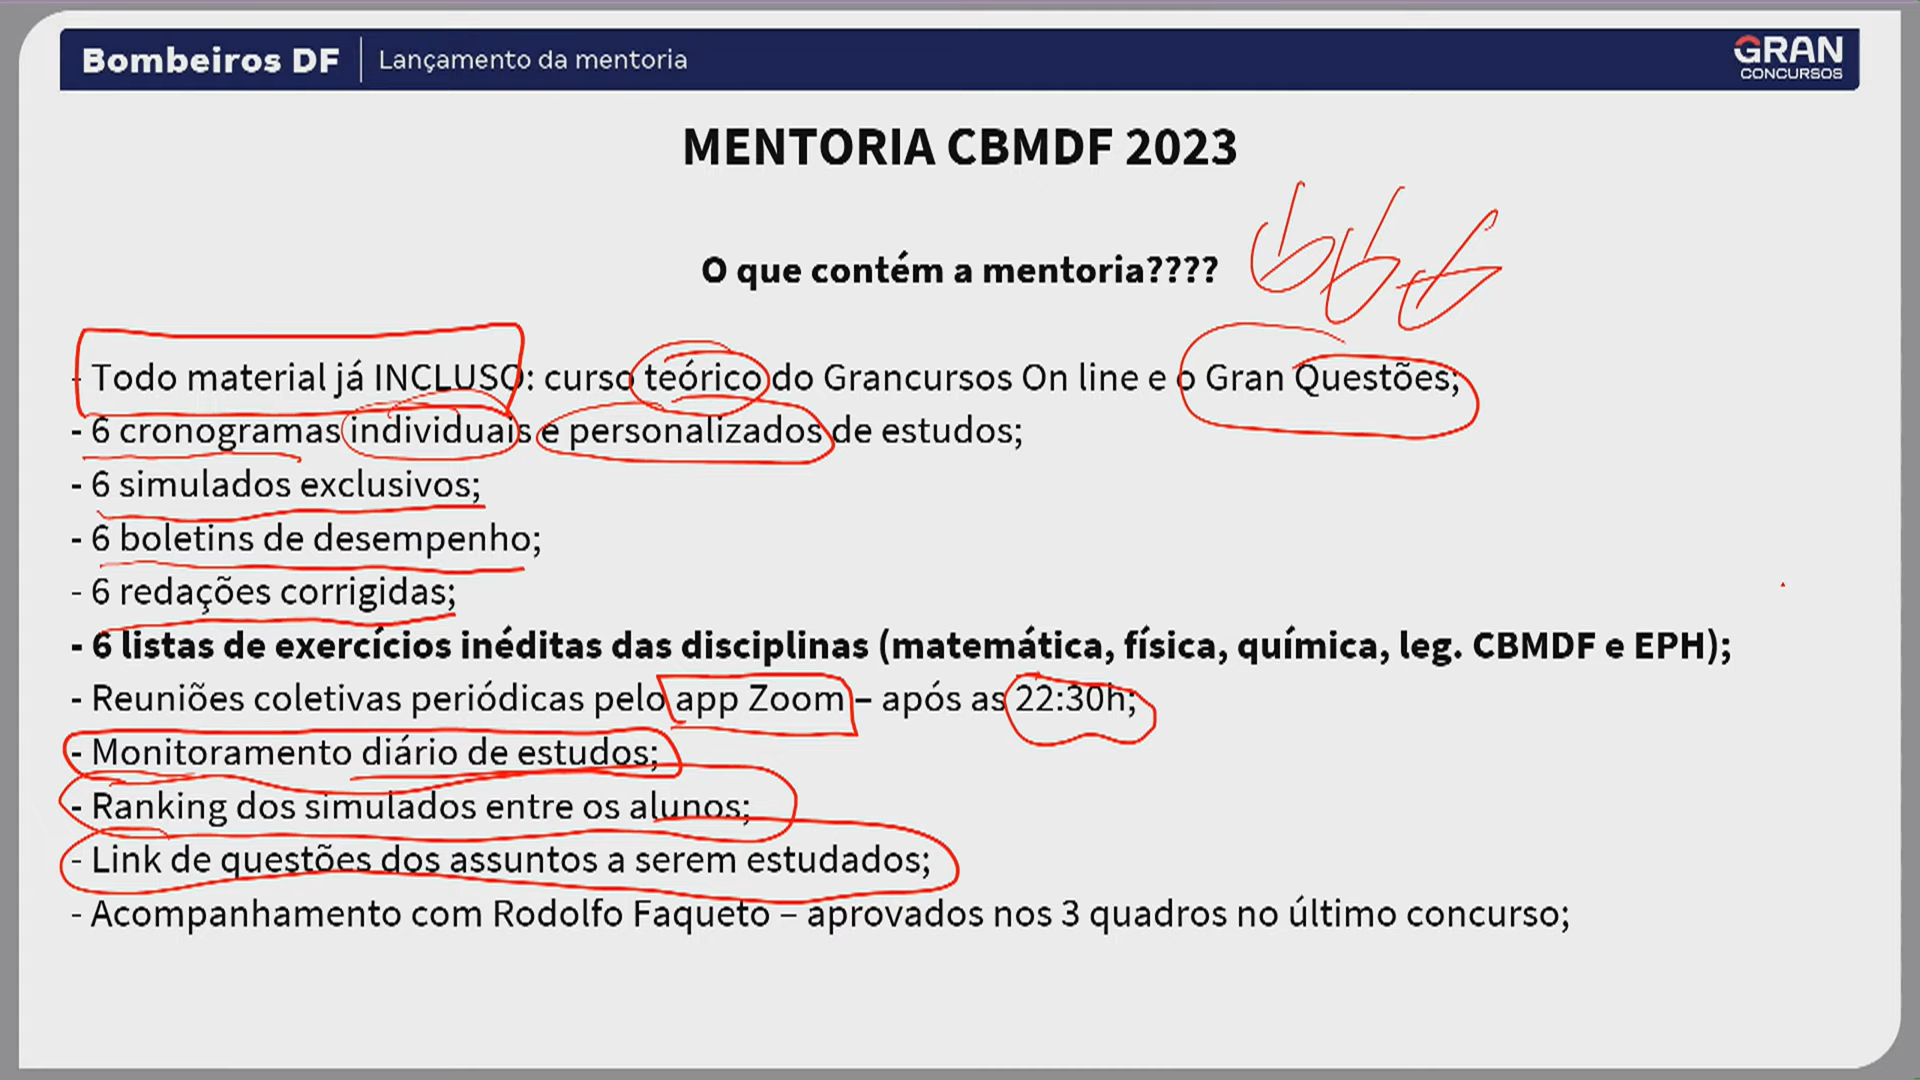 Bombeiros DF | Lançamento da mentoria
GRAN
CONCURSOS
MENTORIA CBMDF 2023
O que contém a mentoria????
666
- Todo material já INCLUSO: curso teórico do Grancursos On line e o Gran Questões;
- 6 cronogramas individuais e personalizados de estudos;
- 6 simulados exclusivos;
- 6 boletins de desempenho;
- 6 redações corrigidas;
- 6 listas de exercícios inéditas das disciplinas (matemática, física, química, leg. CBMDF e EPH);
- Reuniões coletivas periódicas pelo app Zoom – após as 22:30h;
- Monitoramento diário de estudos;
- Ranking dos simulados entre os alunos;
- Link de questões dos assuntos a serem estudados;
- Acompanhamento com Rodolfo Faqueto – aprovados nos 3 quadros no último concurso;